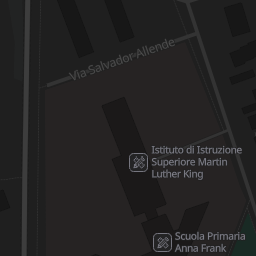 Via Salvador Allende
Istituto di Istruzione
Superiore Martin
Luther King
Scuola Primaria
Anna Frank